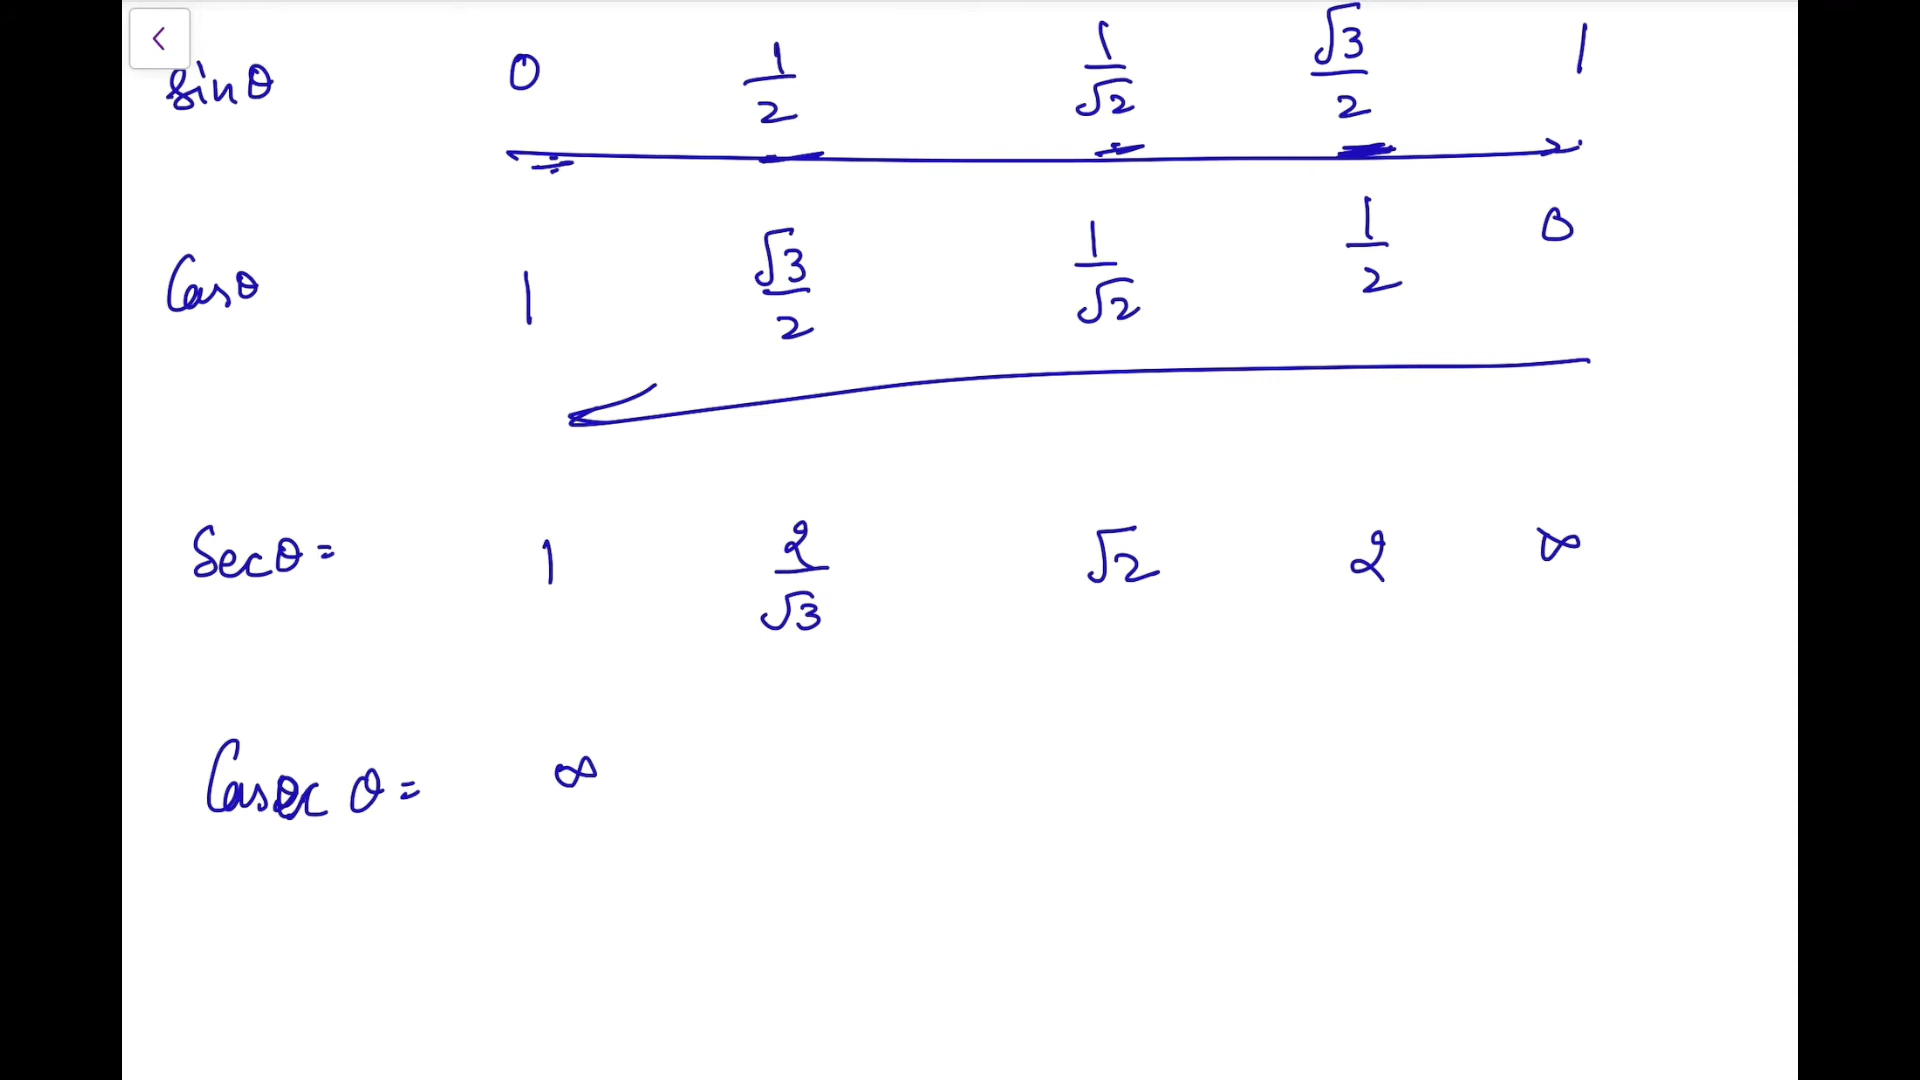 sinθ 0 1/2 1/√2 √3/2 1
Cosθ 1 √3/2 1/√2 1/2 0
Secθ = 1 2/√3 √2 2 ∞
Cosec θ = ∞